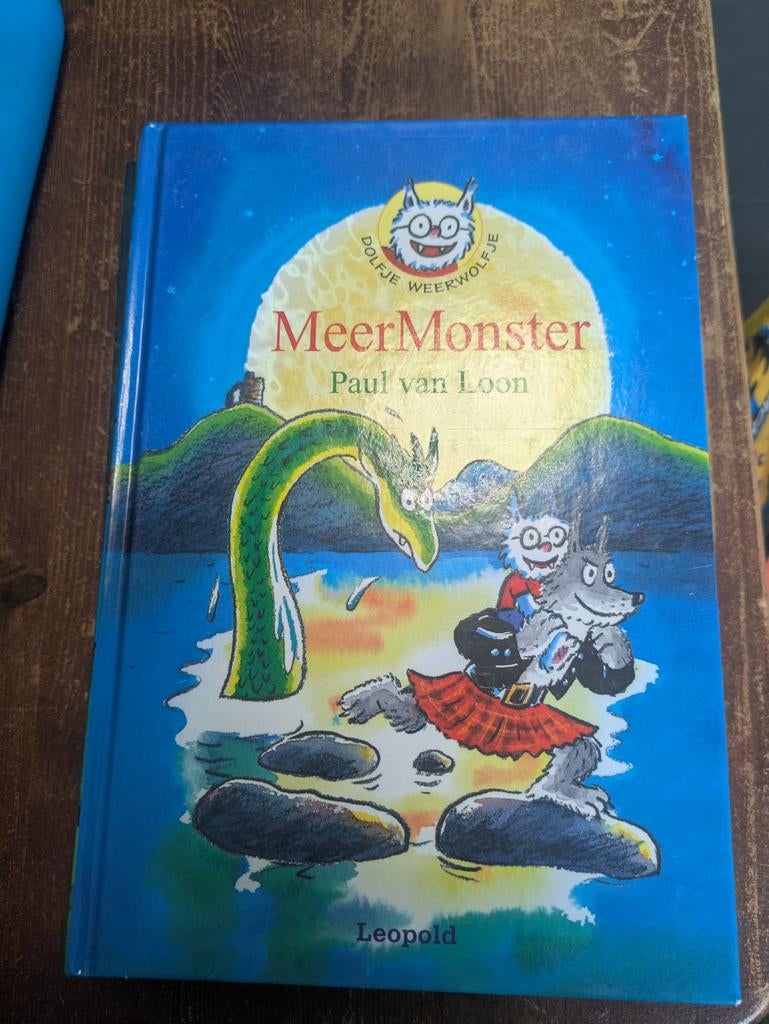 DOLFJE WEERWOLFJE
MeerMonster
Paul van Loon
Leopold